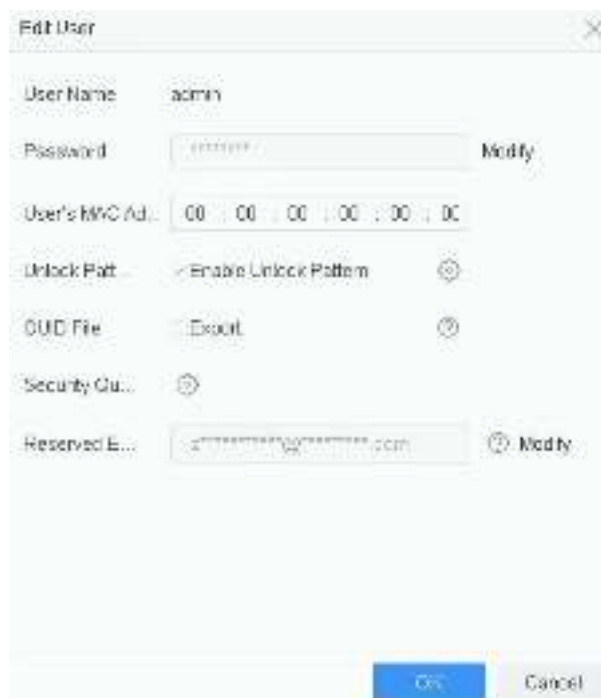 Edit User
User Name admin
Password ******** Modify
User's MAC Ad... 00 : 00 : 00 : 00 : 00 : 00
Unlock Patt... Enable Unlock Pattern
GUID File Export
Security Qu...
Reserved E... Modify
OK Cancel